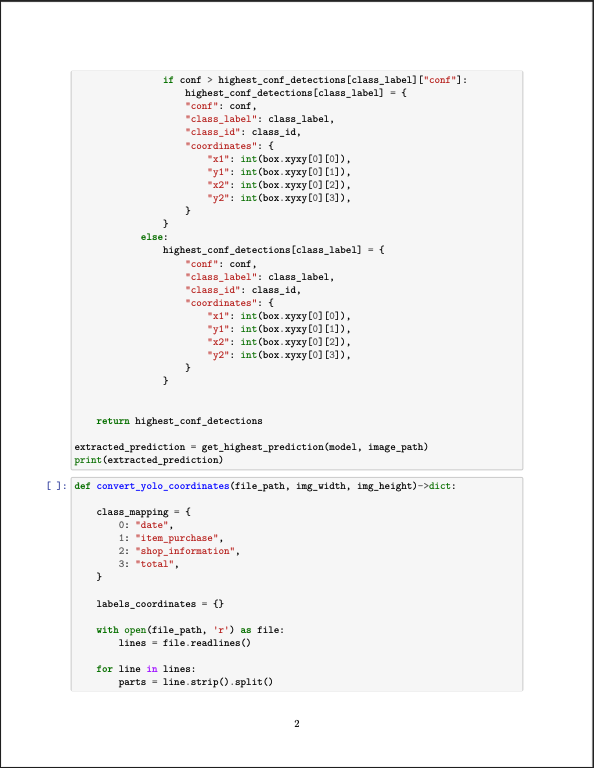 if conf > highest_conf_detections[class_label]["conf"]:
highest_conf_detections[class_label] = {
"conf": conf,
"class_label": class_label,
"class_id": class_id,
"coordinates": {
"x1": int(box.xyxy[0][0]),
"y1": int(box.xyxy[0][1]),
"x2": int(box.xyxy[0][2]),
"y2": int(box.xyxy[0][3]),
}
}
else:
highest_conf_detections[class_label] = {
"conf": conf,
"class_label": class_label,
"class_id": class_id,
"coordinates": {
"x1": int(box.xyxy[0][0]),
"y1": int(box.xyxy[0][1]),
"x2": int(box.xyxy[0][2]),
"y2": int(box.xyxy[0][3]),
}
}
return highest_conf_detections
extracted_prediction = get_highest_prediction(model, image_path)
print(extracted_prediction)
[ ]: def convert_yolo_coordinates(file_path, img_width, img_height)->dict:
class_mapping = {
0: "date",
1: "item_purchase",
2: "shop_information",
3: "total",
}
labels_coordinates = {}
with open(file_path, 'r') as file:
lines = file.readlines()
for line in lines:
parts = line.strip().split()
2